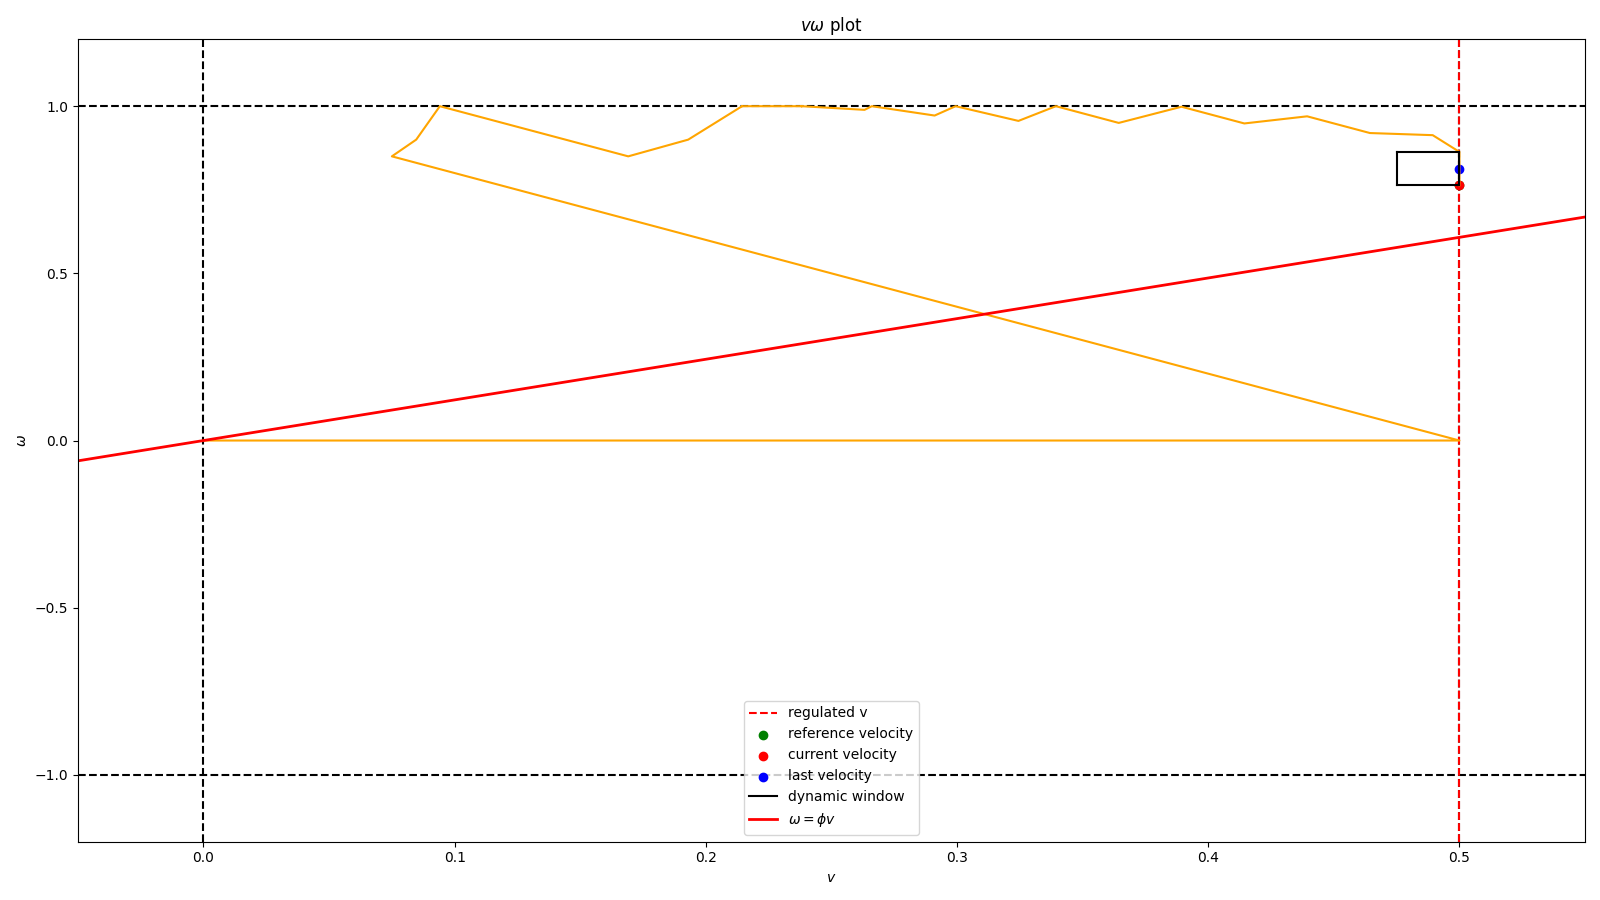 vω plot
1.0
0.5
0.0
−0.5
−1.0
ω
regulated v
reference velocity
current velocity
last velocity
dynamic window
ω = ϕv
0.0 0.1 0.2 0.3 0.4 0.5
v